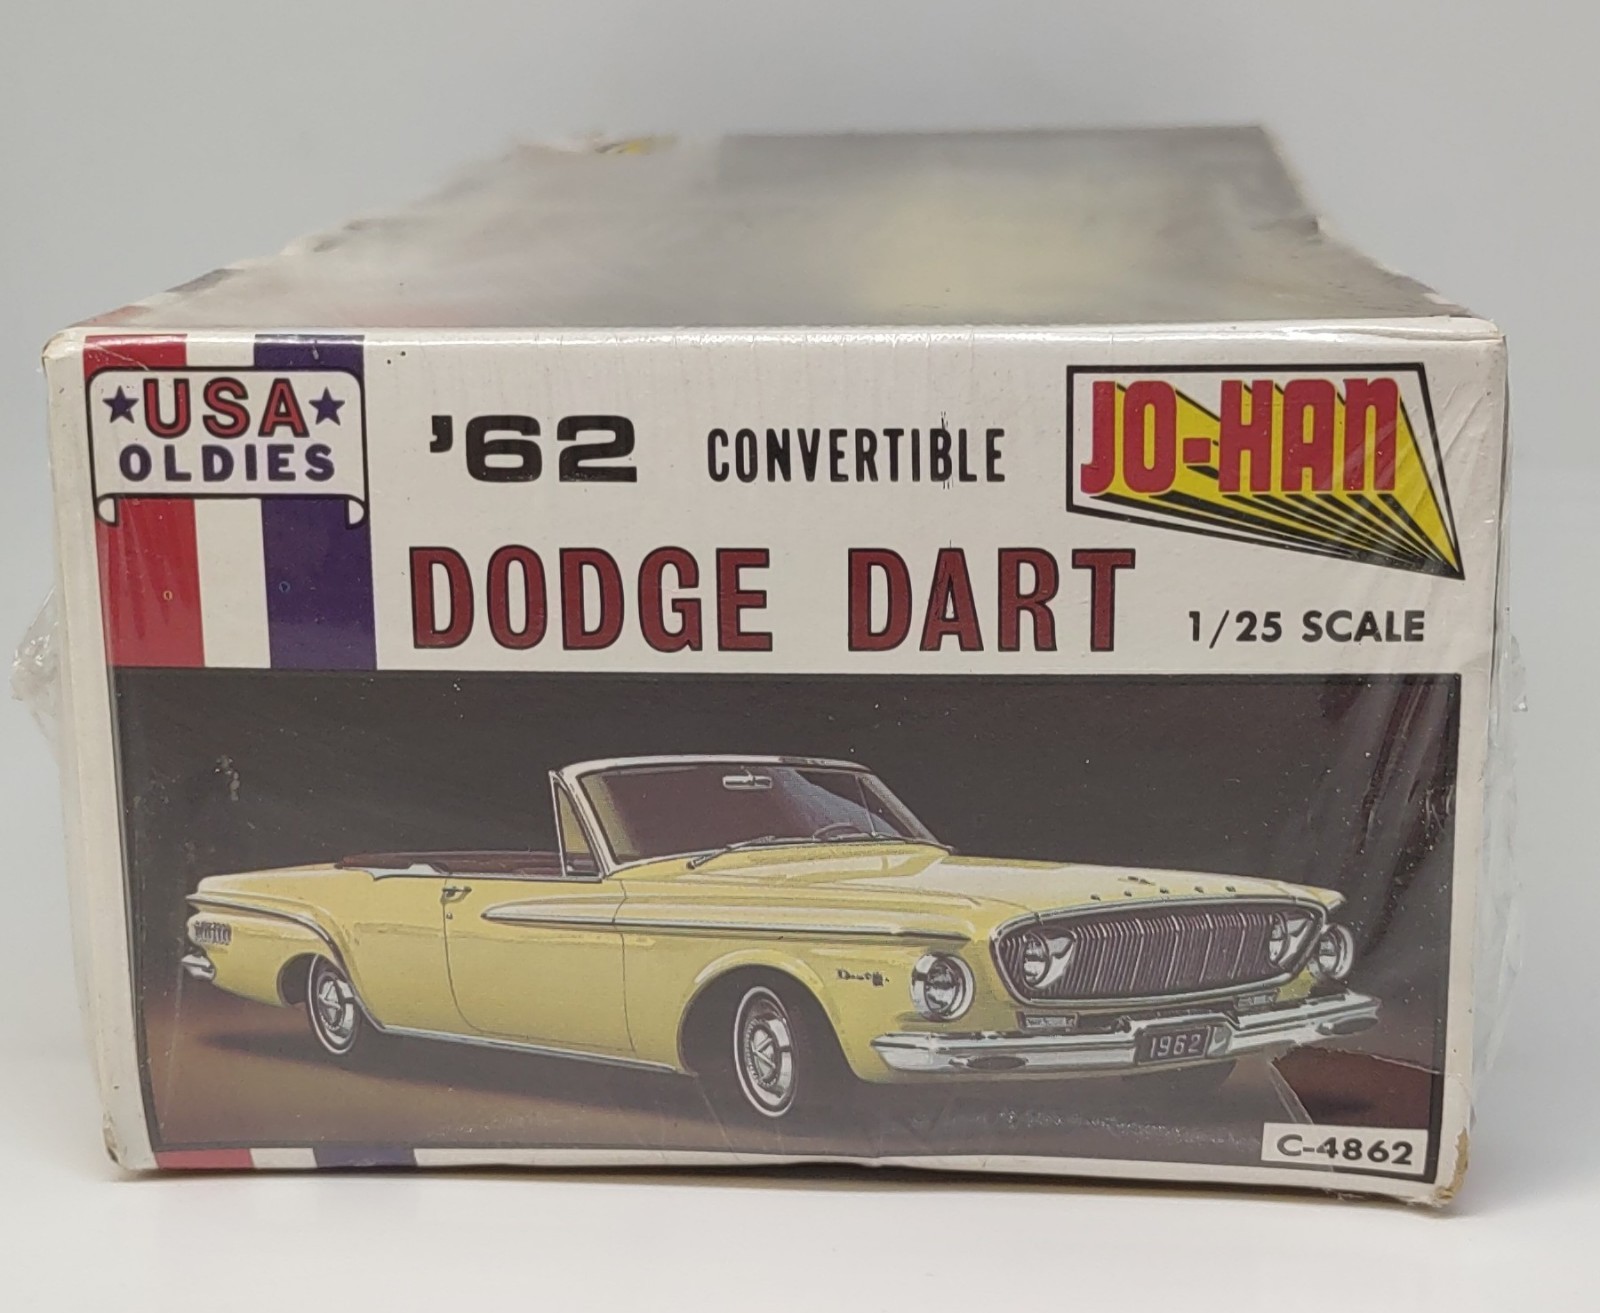 USA
OLDIES
'62 CONVERTIBLE
JO-HAN
DODGE DART
1/25 SCALE
1962
C-4862